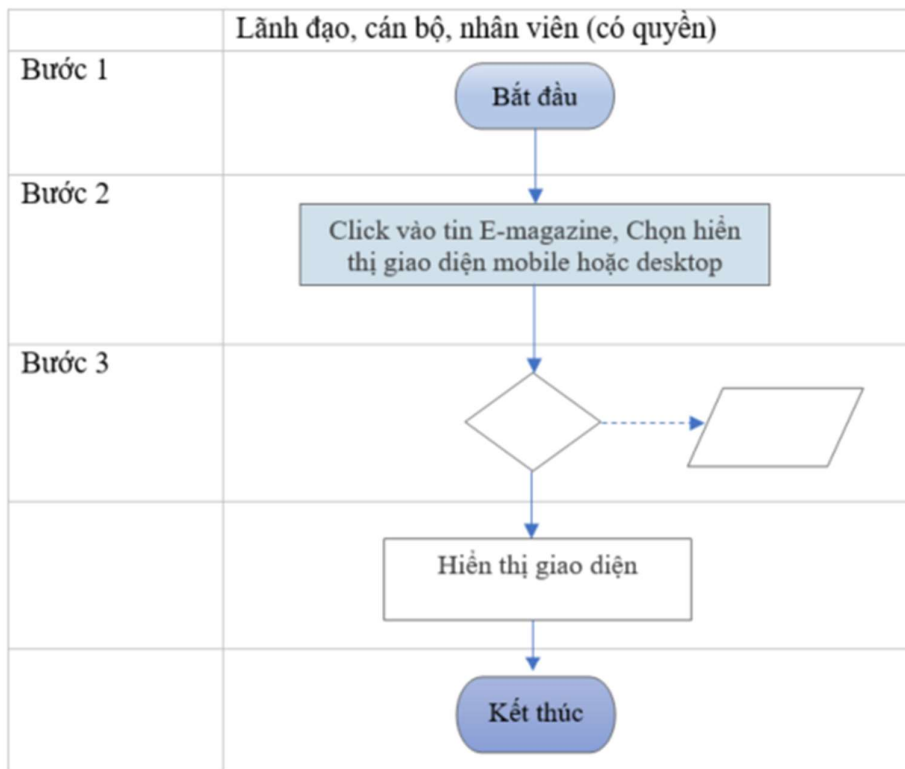 Lãnh đạo, cán bộ, nhân viên (có quyền)
Bước 1
Bắt đầu
Bước 2
Click vào tin E-magazine, Chọn hiển
thị giao diện mobile hoặc desktop
Bước 3
Hiển thị giao diện
Kết thúc